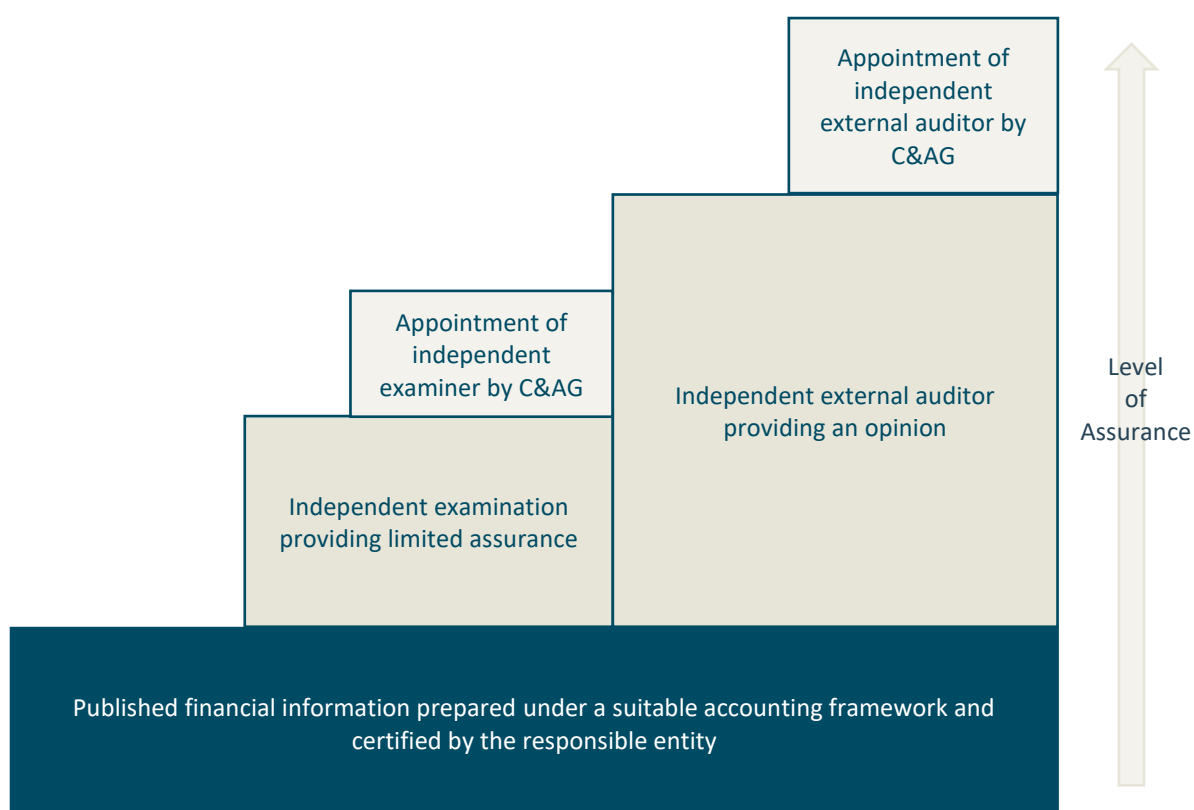 Appointment of
independent
external auditor by
C&AG
Appointment of
independent
examiner by C&AG
Independent external auditor
providing an opinion
Level
of
Assurance
Independent examination
providing limited assurance
Published financial information prepared under a suitable accounting framework and
certified by the responsible entity